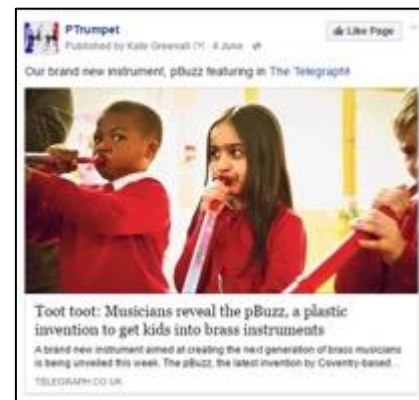 PTrumpet
Like Page
Published by Kate Greenall · 4 June ·
Our brand new instrument, pBuzz featuring in The Telegraph!
Toot toot: Musicians reveal the pBuzz, a plastic
invention to get kids into brass instruments
A brand new instrument aimed at creating the next generation of brass musicians
is being unveiled this week. The pBuzz, the latest invention by Coventry-based...
TELEGRAPH.CO.UK